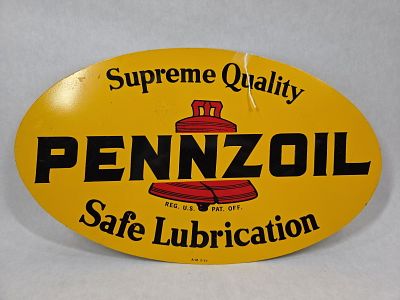 Supreme Quality
PENNZOIL
REG. U.S. PAT. OFF.
Safe Lubrication